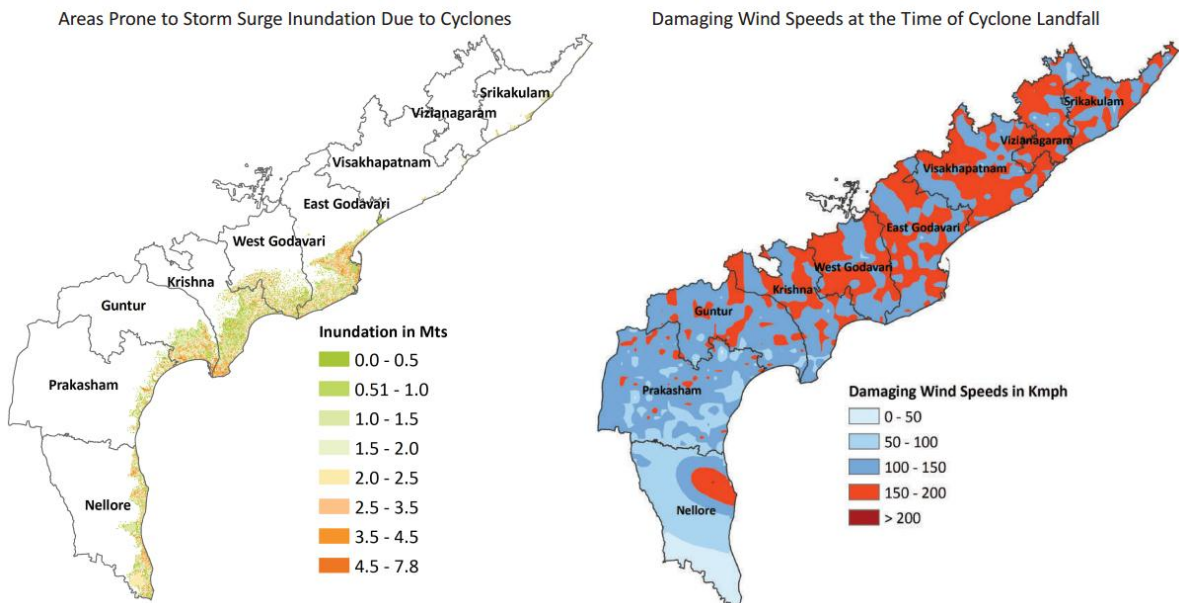 Areas Prone to Storm Surge Inundation Due to Cyclones
Srikakulam
Vizianagaram
Visakhapatnam
East Godavari
West Godavari
Krishna
Guntur
Prakasham
Nellore
Inundation in Mts
0.0 - 0.5
0.51 - 1.0
1.0 - 1.5
1.5 - 2.0
2.0 - 2.5
2.5 - 3.5
3.5 - 4.5
4.5 - 7.8
Damaging Wind Speeds at the Time of Cyclone Landfall
Srikakulam
Vizianagaram
Visakhapatnam
East Godavari
West Godavari
Krishna
Guntur
Prakasham
Nellore
Damaging Wind Speeds in Kmph
0 - 50
50 - 100
100 - 150
150 - 200
> 200